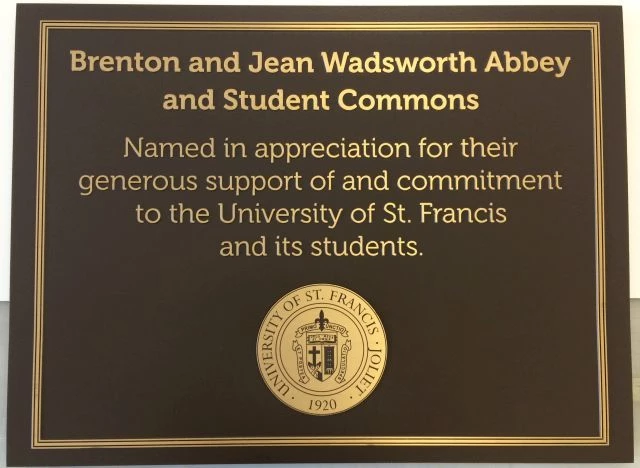 Brenton and Jean Wadsworth Abbey
and Student Commons
Named in appreciation for their
generous support of and commitment
to the University of St. Francis
and its students.
UNIVERSITY OF ST. FRANCIS · JOLIET ·
1920